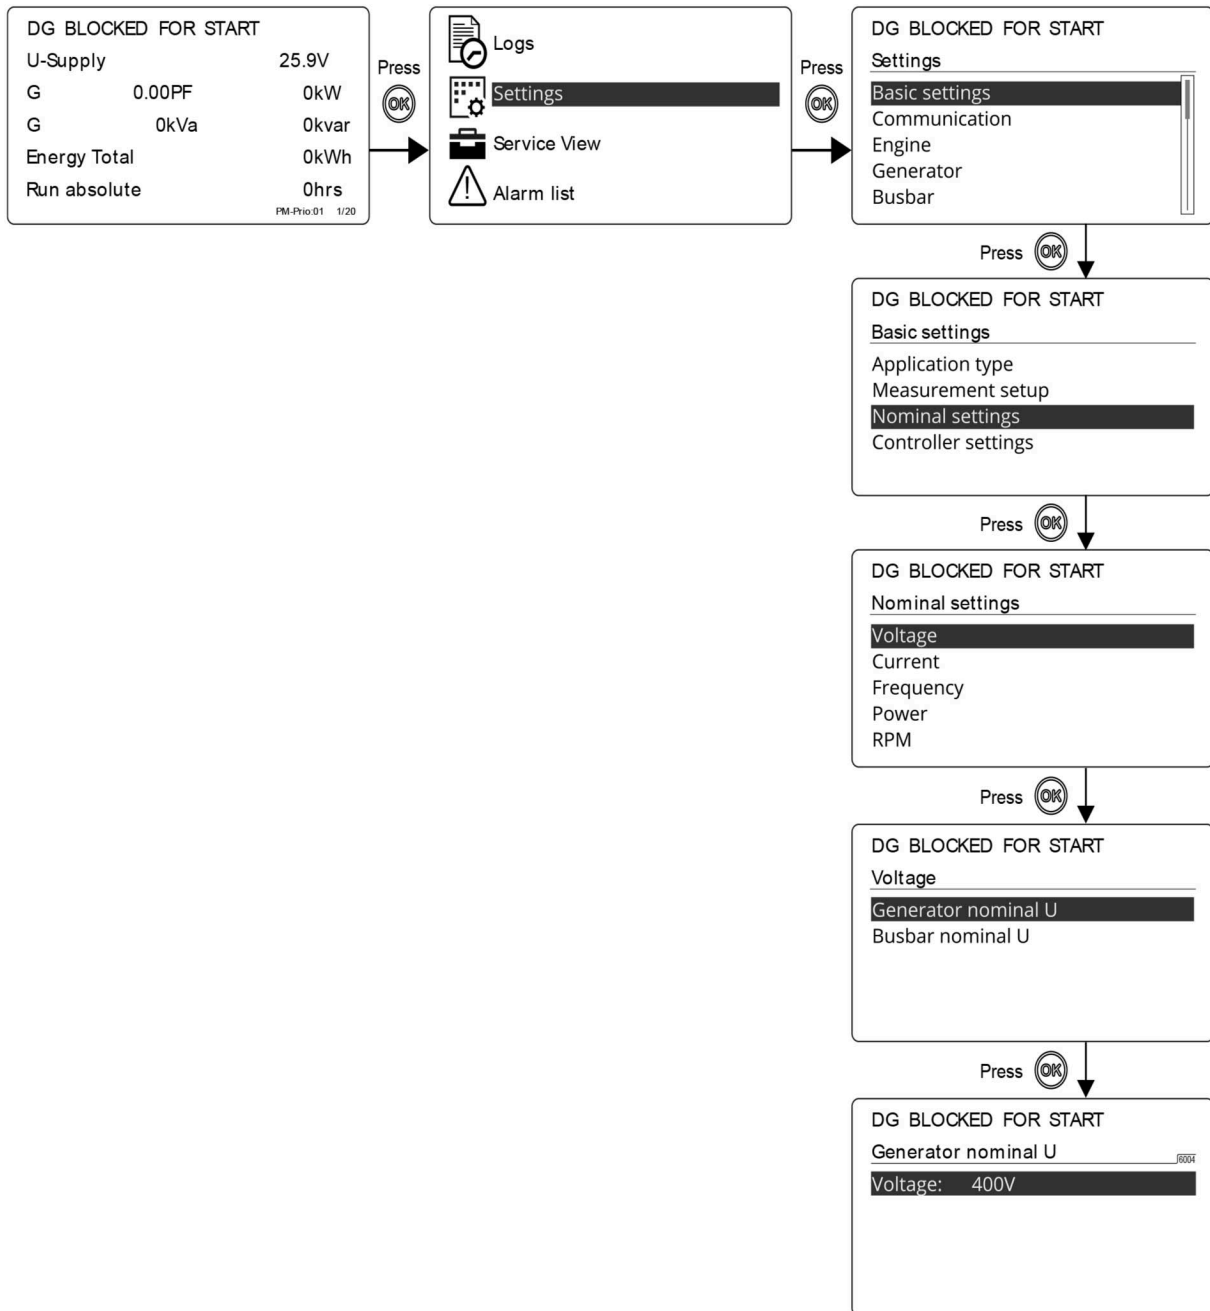 DG BLOCKED FOR START
U-Supply 25.9V
G 0.00PF 0kW
G 0kVa 0kvar
Energy Total 0kWh
Run absolute 0hrs
PM-Prio:01 1/20
Press
OK
Logs
Settings
Service View
Alarm list
Press
OK
DG BLOCKED FOR START
Settings
Basic settings
Communication
Engine
Generator
Busbar
Press OK
DG BLOCKED FOR START
Basic settings
Application type
Measurement setup
Nominal settings
Controller settings
Press OK
DG BLOCKED FOR START
Nominal settings
Voltage
Current
Frequency
Power
RPM
Press OK
DG BLOCKED FOR START
Voltage
Generator nominal U
Busbar nominal U
Press OK
DG BLOCKED FOR START
Generator nominal U 6004
Voltage: 400V